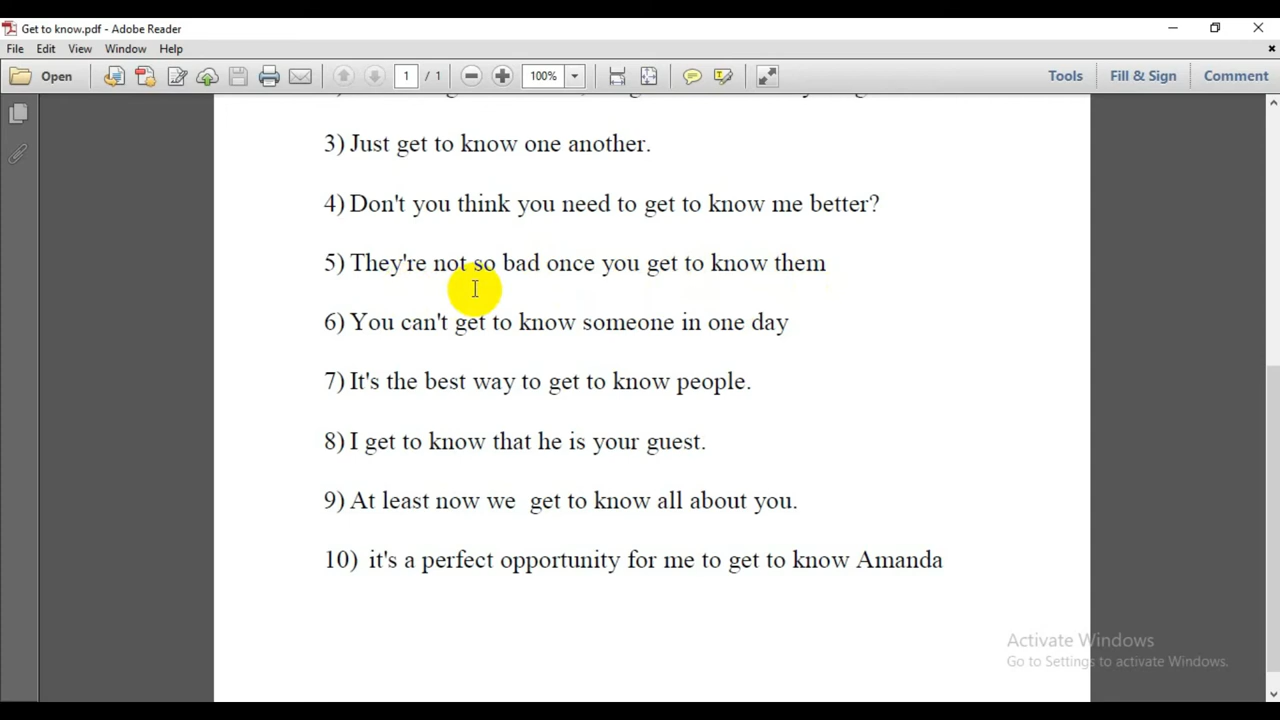 Get to know.pdf - Adobe Reader
File Edit View Window Help
Open 1 / 1 100% Tools Fill & Sign Comment
3) Just get to know one another.
4) Don't you think you need to get to know me better?
5) They're not so bad once you get to know them
6) You can't get to know someone in one day
7) It's the best way to get to know people.
8) I get to know that he is your guest.
9) At least now we  get to know all about you.
10)  it's a perfect opportunity for me to get to know Amanda
Activate Windows
Go to Settings to activate Windows.